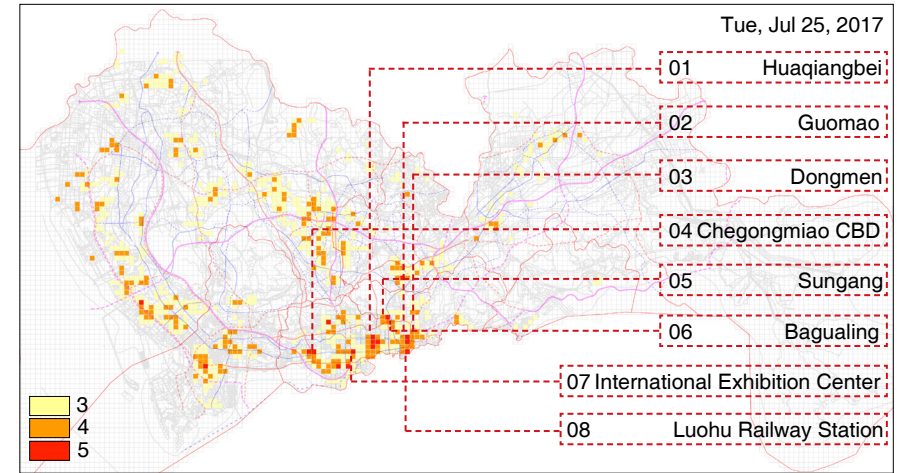 Tue, Jul 25, 2017
01 Huaqiangbei
02 Guomao
03 Dongmen
04 Chegongmiao CBD
05 Sungang
06 Bagualing
07 International Exhibition Center
08 Luohu Railway Station
3
4
5